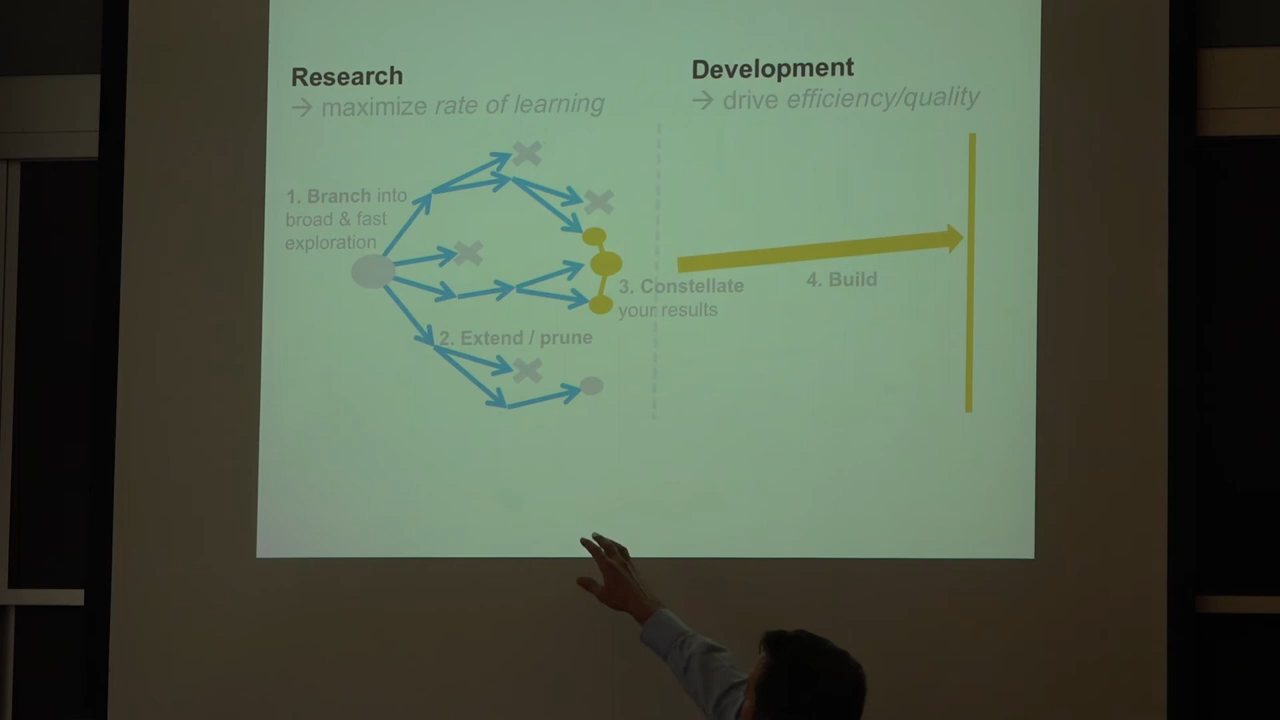 Research
→ maximize rate of learning
Development
→ drive efficiency/quality
1. Branch into
broad & fast
exploration
2. Extend / prune
3. Constellate
your results
4. Build